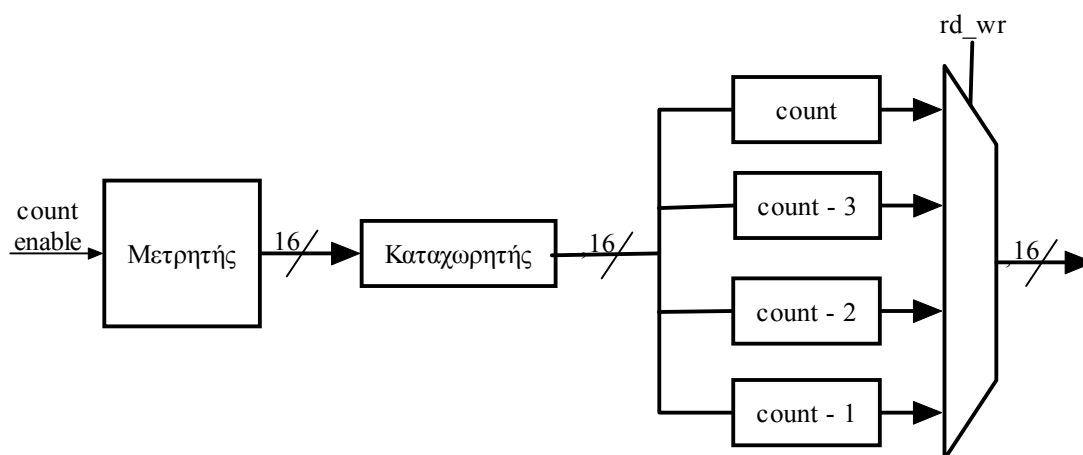 rd_wr
count
count - 3
count
enable
Μετρητής
16
Καταχωρητής
,16
,16
count - 2
count - 1